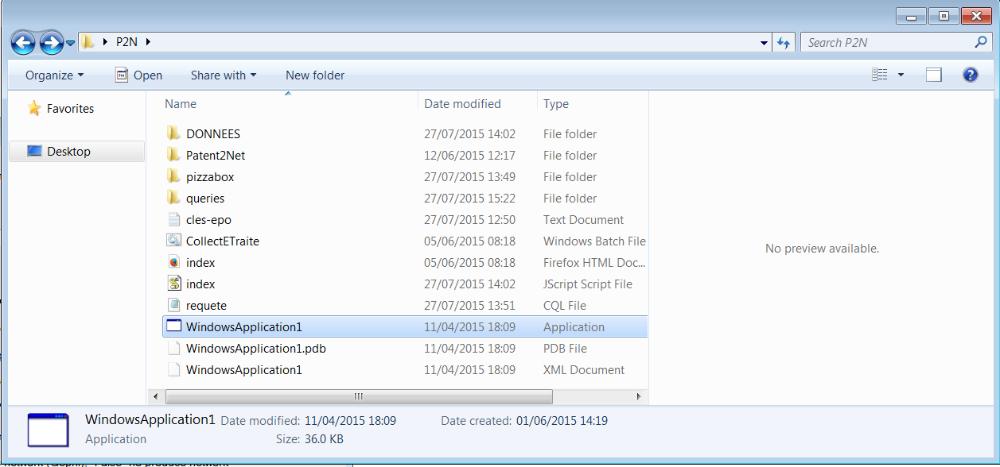 P2N
Search P2N
Organize Open Share with New folder
Favorites
Desktop
Name Date modified Type
DONNEES 27/07/2015 14:02 File folder
Patent2Net 12/06/2015 12:17 File folder
pizzabox 27/07/2015 13:49 File folder
queries 27/07/2015 15:22 File folder
cles-epo 27/07/2015 12:50 Text Document
CollectETraite 05/06/2015 08:18 Windows Batch File
index 05/06/2015 08:18 Firefox HTML Doc...
index 27/07/2015 14:02 JScript Script File
requete 27/07/2015 13:51 CQL File
WindowsApplication1 11/04/2015 18:09 Application
WindowsApplication1.pdb 11/04/2015 18:09 PDB File
WindowsApplication1 11/04/2015 18:09 XML Document
No preview available.
WindowsApplication1 Date modified: 11/04/2015 18:09 Date created: 01/06/2015 14:19
Application Size: 36.0 KB